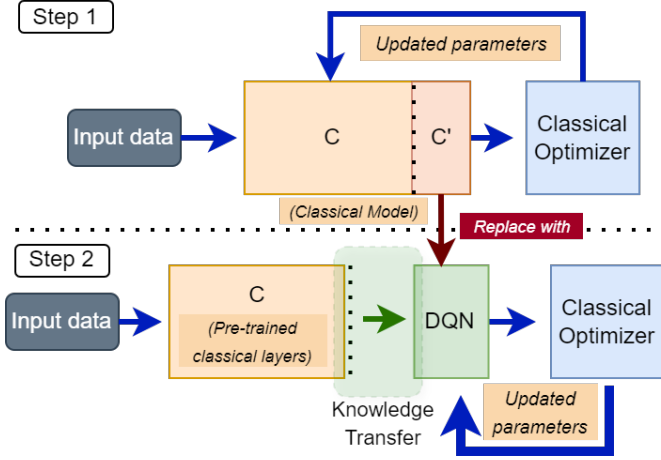 Step 1
Updated parameters
Input data
C
C'
Classical
Optimizer
(Classical Model)
Replace with
Step 2
Input data
C
(Pre-trained
classical layers)
DQN
Classical
Optimizer
Knowledge
Transfer
Updated
parameters